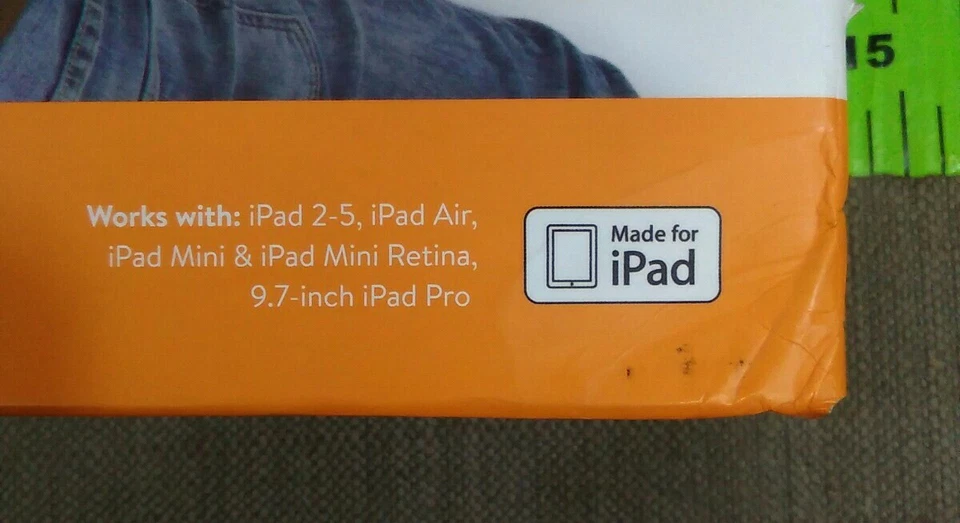 15
Works with: iPad 2-5, iPad Air,
iPad Mini & iPad Mini Retina,
9.7-inch iPad Pro
Made for
iPad